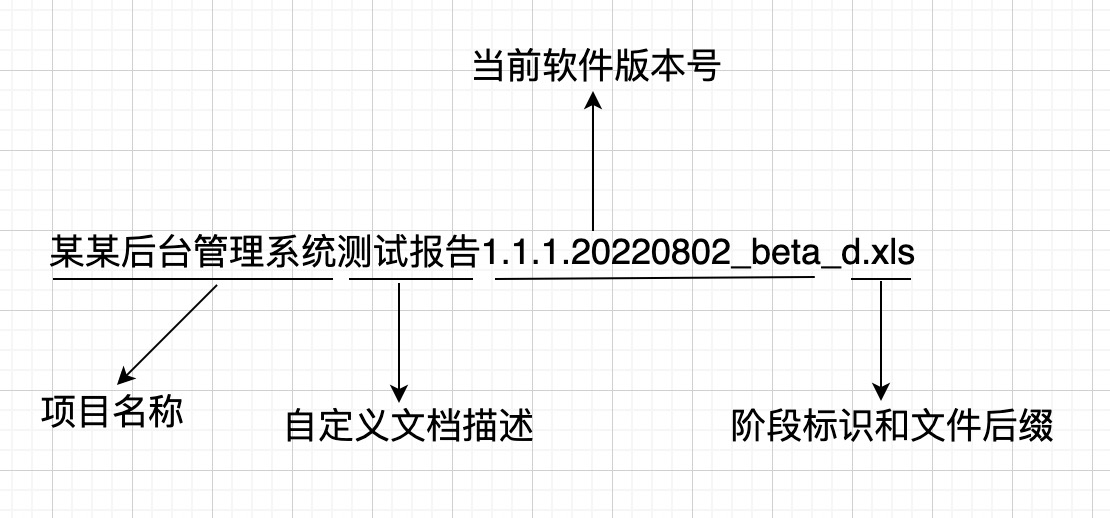 当前软件版本号
某某后台管理系统测试报告1.1.1.20220802_beta_d.xls
项目名称
自定义文档描述
阶段标识和文件后缀